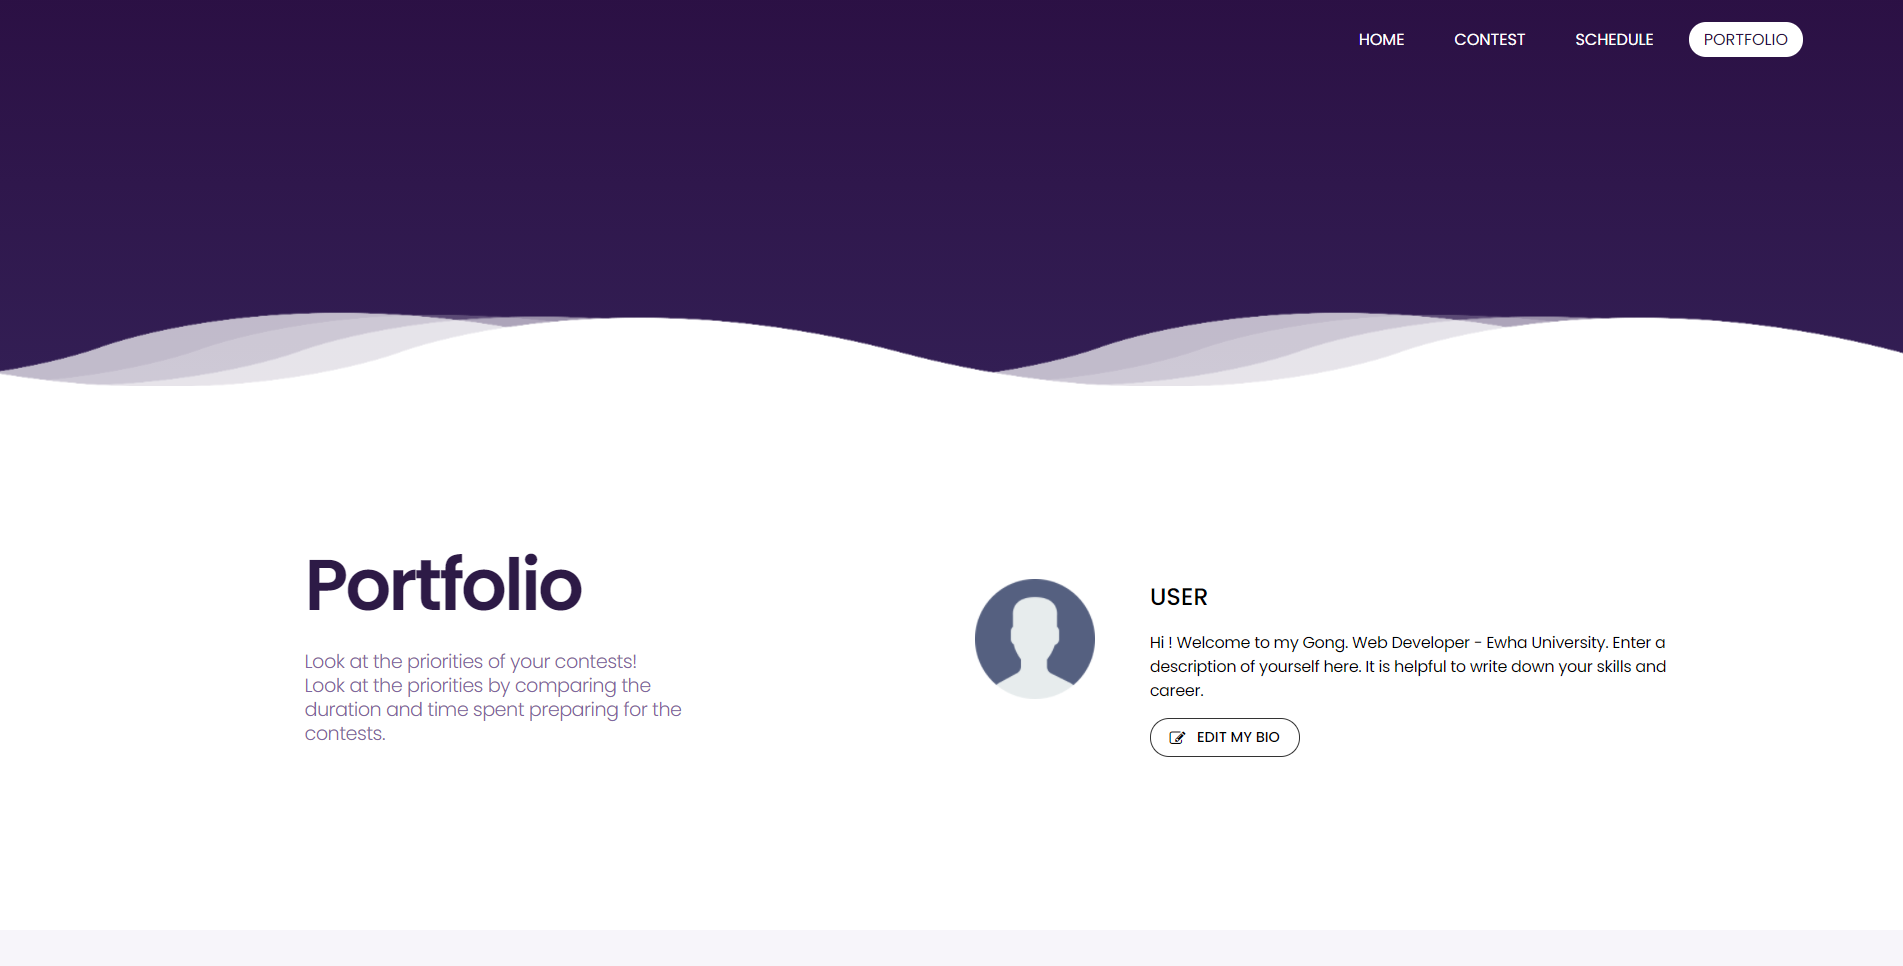 HOME CONTEST SCHEDULE PORTFOLIO
Portfolio
Look at the priorities of your contests!
Look at the priorities by comparing the
duration and time spent preparing for the
contests.
USER
Hi ! Welcome to my Gong. Web Developer - Ewha University. Enter a
description of yourself here. It is helpful to write down your skills and
career.
EDIT MY BIO